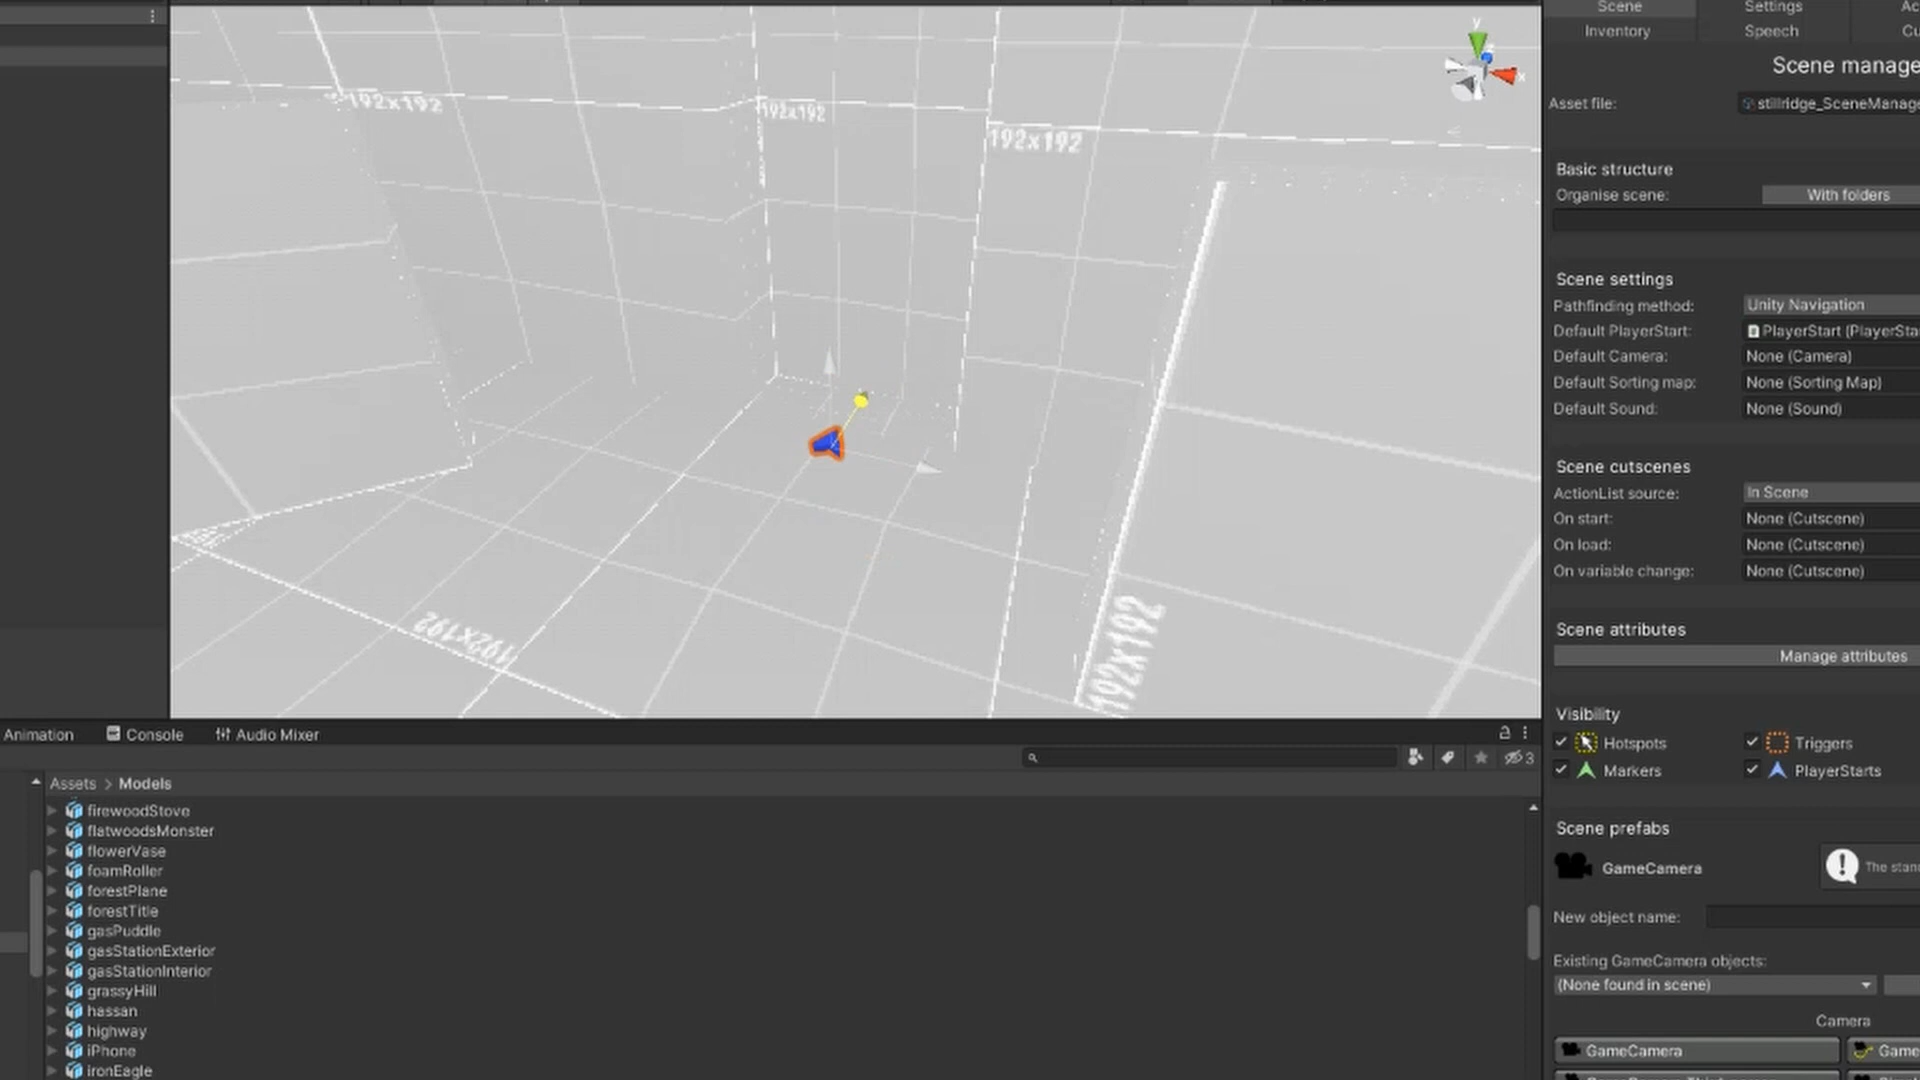 Scene Settings Ac
Inventory Speech Cu
Scene manage
Asset file: stillridge_SceneManage
Basic structure
Organise scene: With folders
Scene settings
Pathfinding method: Unity Navigation
Default PlayerStart: PlayerStart (PlayerStar
Default Camera: None (Camera)
Default Sorting map: None (Sorting Map)
Default Sound: None (Sound)
Scene cutscenes
ActionList source: In Scene
On start: None (Cutscene)
On load: None (Cutscene)
On variable change: None (Cutscene)
Scene attributes
Manage attributes
Visibility
Hotspots Triggers
Markers PlayerStarts
Scene prefabs
GameCamera The stan
New object name:
Existing GameCamera objects:
(None found in scene)
Camera
GameCamera Game
y
x
192x192
192x192
192x192
192x192
192x192
Animation Console Audio Mixer
3
Assets > Models
firewoodStove
flatwoodsMonster
flowerVase
foamRoller
forestPlane
forestTitle
gasPuddle
gasStationExterior
gasStationInterior
grassyHill
hassan
highway
iPhone
ironEagle